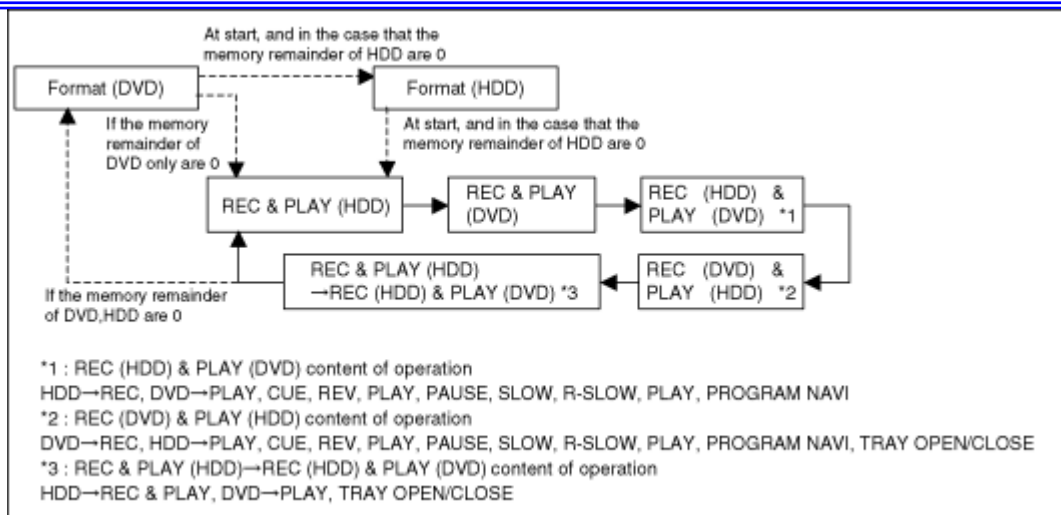 At start, and in the case that the
memory remainder of HDD are 0
Format (DVD)
Format (HDD)
If the memory
remainder of
DVD only are 0
At start, and in the case that the
memory remainder of HDD are 0
REC & PLAY (HDD)
REC & PLAY
(DVD)
REC (HDD) &
PLAY (DVD) *1
REC & PLAY (HDD)
→REC (HDD) & PLAY (DVD) *3
REC (DVD) &
PLAY (HDD) *2
If the memory remainder
of DVD,HDD are 0
*1 : REC (HDD) & PLAY (DVD) content of operation
HDD→REC, DVD→PLAY, CUE, REV, PLAY, PAUSE, SLOW, R-SLOW, PLAY, PROGRAM NAVI
*2 : REC (DVD) & PLAY (HDD) content of operation
DVD→REC, HDD→PLAY, CUE, REV, PLAY, PAUSE, SLOW, R-SLOW, PLAY, PROGRAM NAVI, TRAY OPEN/CLOSE
*3 : REC & PLAY (HDD)→REC (HDD) & PLAY (DVD) content of operation
HDD→REC & PLAY, DVD→PLAY, TRAY OPEN/CLOSE